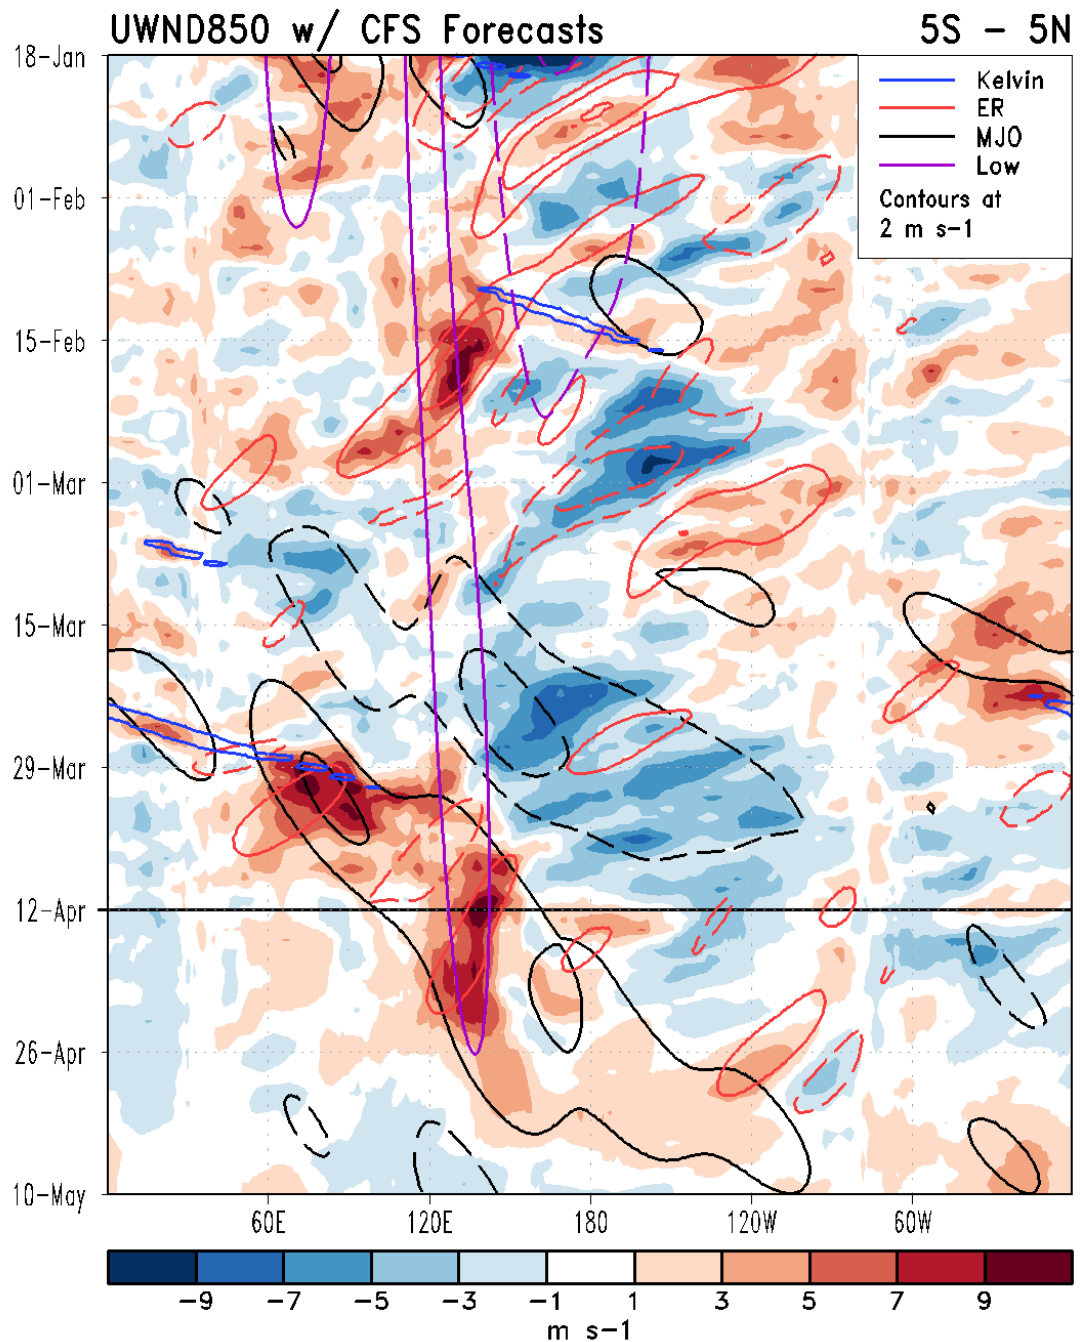 UWND850 w/ CFS Forecasts 5S - 5N
18-Jan
01-Feb
15-Feb
01-Mar
15-Mar
29-Mar
12-Apr
26-Apr
10-May
Kelvin
ER
MJO
Low
Contours at
2 m s-1
60E 120E 180 120W 60W
-9 -7 -5 -3 -1 1 3 5 7 9
m s-1